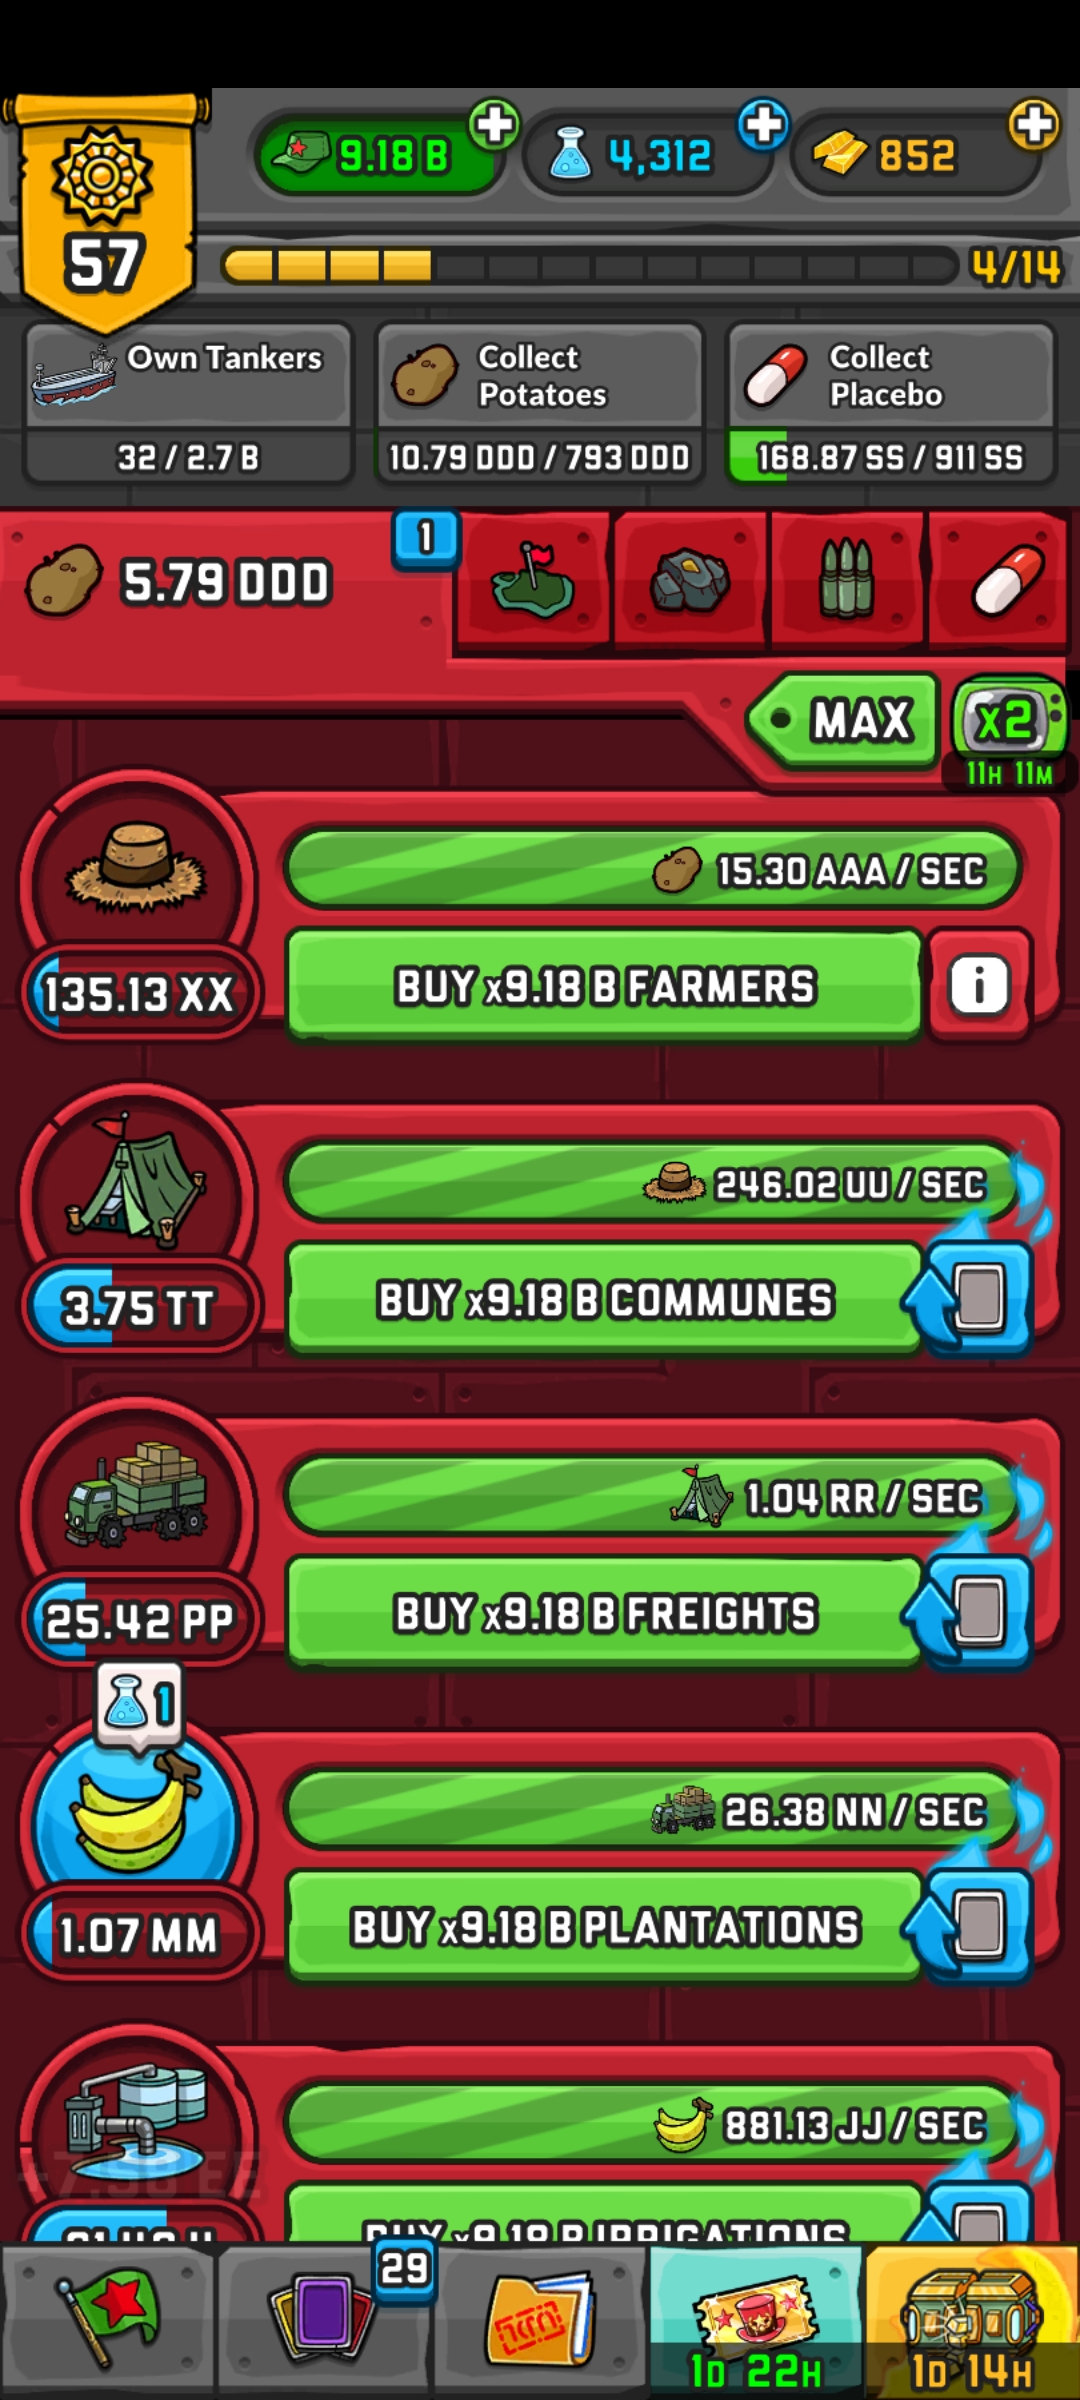 9.18 B
4,312
852
57
4/14
Own Tankers
32 / 2.7 B
Collect
Potatoes
10.79 DDD / 793 DDD
Collect
Placebo
168.87 SS / 911 SS
5.79 DDD
1
MAX
x2
11H 11M
15.30 AAA / SEC
135.13 XX
BUY x9.18 B FARMERS
i
246.02 UU / SEC
3.75 TT
BUY x9.18 B COMMUNES
1.04 RR / SEC
25.42 PP
BUY x9.18 B FREIGHTS
1
26.38 NN / SEC
1.07 MM
BUY x9.18 B PLANTATIONS
881.13 JJ / SEC
BUY x9.18 B IRRIGATIONS
29
1D 22H
1D 14H